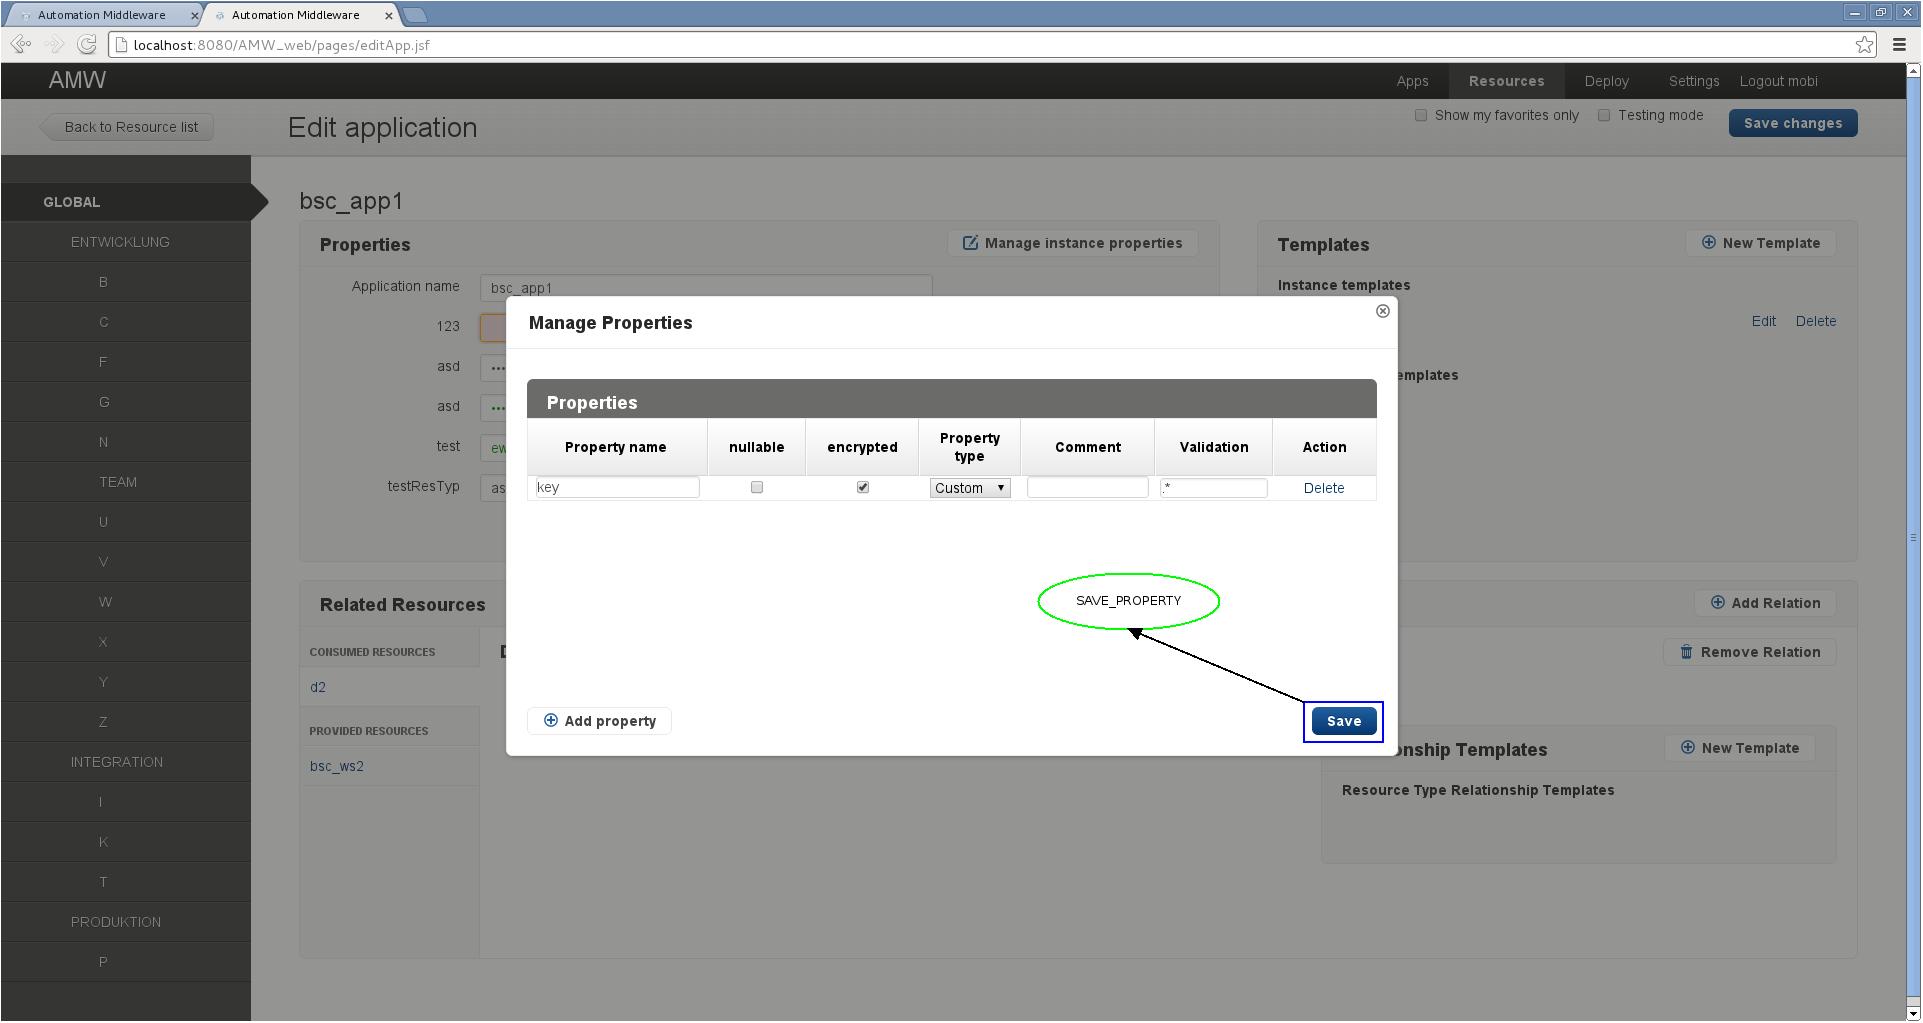 Automation Middleware
Automation Middleware
localhost:8080/AMW_web/pages/editApp.jsf
AMW
Apps
Resources
Deploy
Settings
Logout mobi
Back to Resource list
Edit application
Show my favorites only
Testing mode
Save changes
GLOBAL
ENTWICKLUNG
B
C
F
G
N
TEAM
U
V
W
X
Y
Z
INTEGRATION
I
K
T
PRODUKTION
P
bsc_app1
Properties
Manage instance properties
Application name
bsc_app1
123
asd
•••
asd
•••
test
ew
testResTyp
as
Templates
New Template
Instance templates
Edit
Delete
emplates
Manage Properties
Properties
Property name
nullable
encrypted
Property
type
Comment
Validation
Action
key
Custom
.*
Delete
SAVE_PROPERTY
Add property
Save
Related Resources
Add Relation
CONSUMED RESOURCES
Remove Relation
d2
PROVIDED RESOURCES
bsc_ws2
onship Templates
New Template
Resource Type Relationship Templates